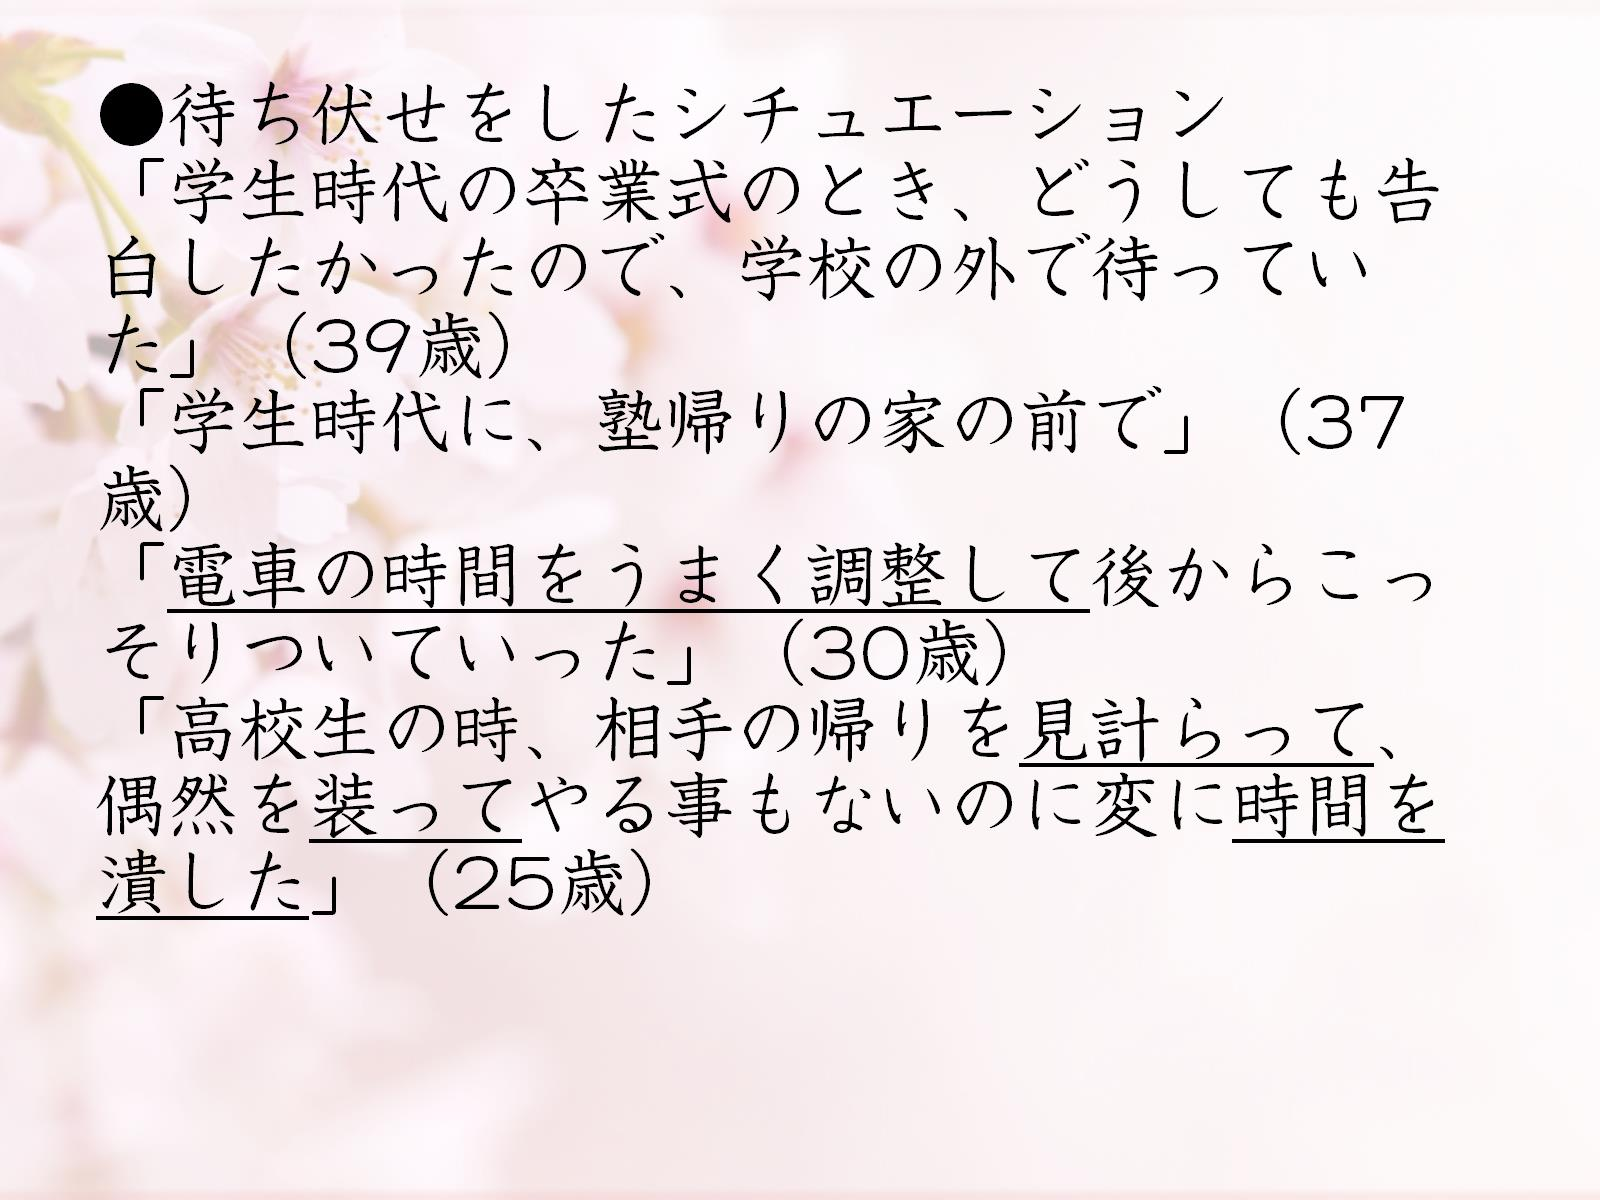 ●待ち伏せをしたシチュエーション
「学生時代の卒業式のとき、どうしても告
白したかったので、学校の外で待ってい
た」（39歳）
「学生時代に、塾帰りの家の前で」（37
歳）
「電車の時間をうまく調整して後からこっ
そりついていった」（30歳）
「高校生の時、相手の帰りを見計らって、
偶然を装ってやる事もないのに変に時間を
潰した」（25歳）